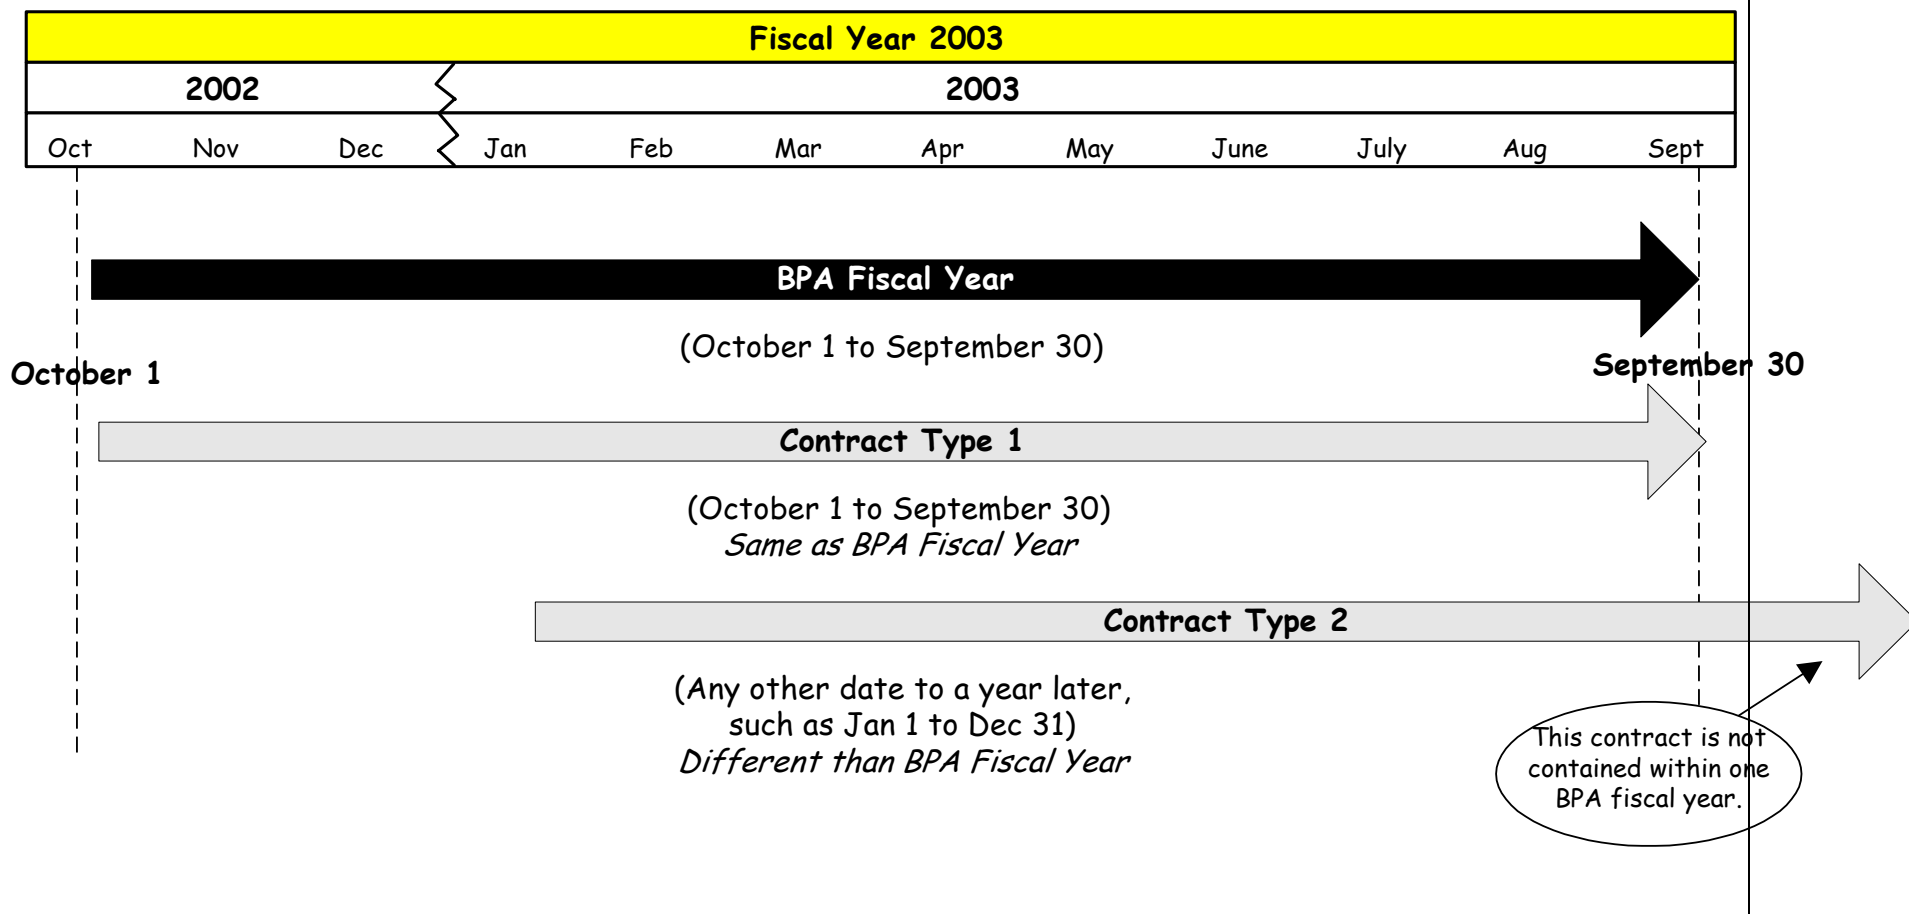 Fiscal Year 2003
2002 2003
Oct Nov Dec Jan Feb Mar Apr May June July Aug Sept
BPA Fiscal Year
(October 1 to September 30)
October 1
September 30
Contract Type 1
(October 1 to September 30)
Same as BPA Fiscal Year
Contract Type 2
(Any other date to a year later,
such as Jan 1 to Dec 31)
Different than BPA Fiscal Year
This contract is not
contained within one
BPA fiscal year.